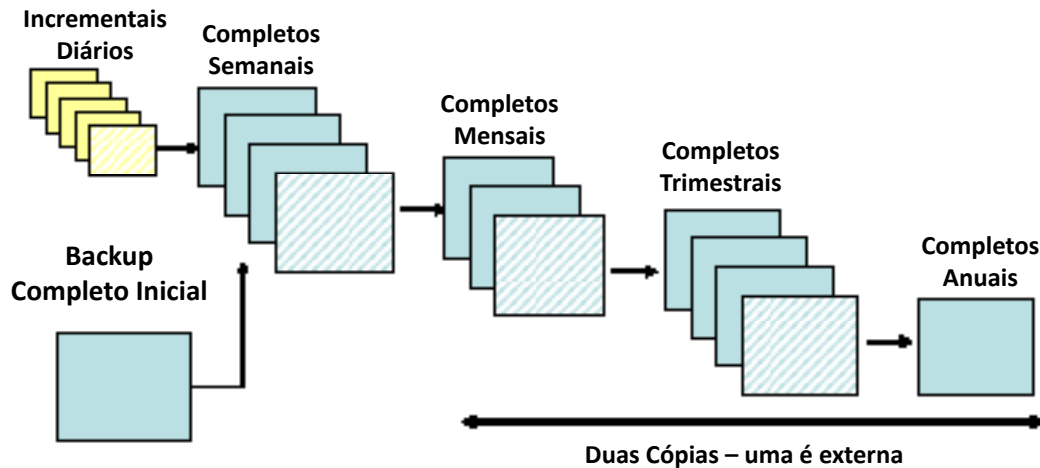 Incrementais
Diários
Completos
Semanais
Completos
Mensais
Completos
Trimestrais
Completos
Anuais
Backup
Completo Inicial
Duas Cópias – uma é externa